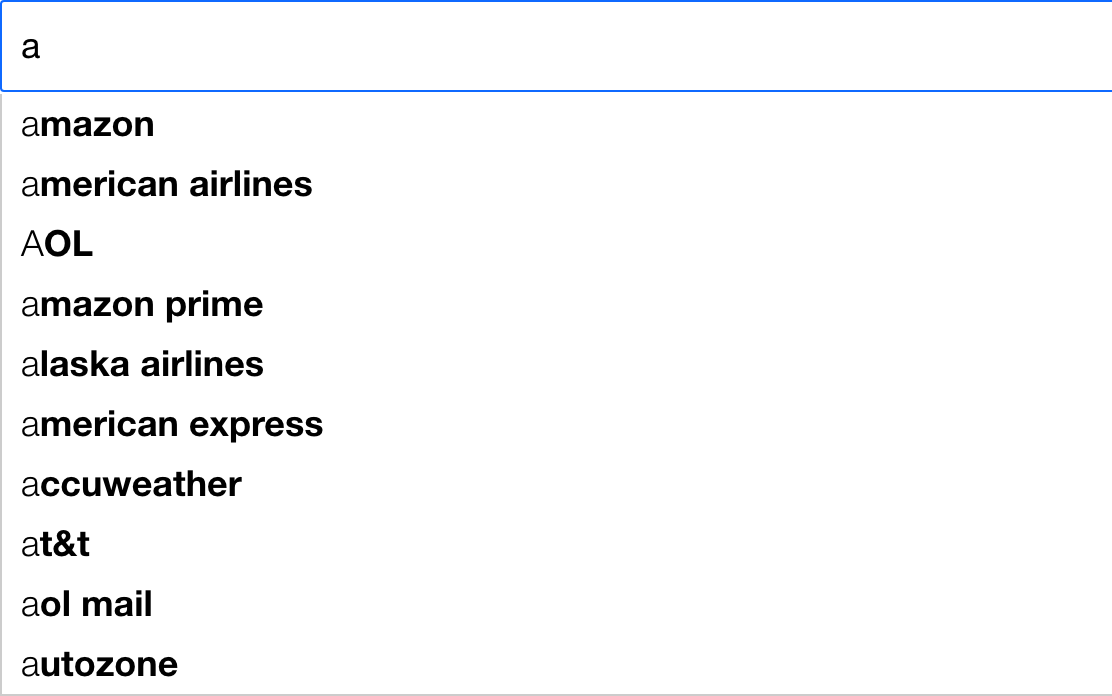 a
amazon
american airlines
AOL
amazon prime
alaska airlines
american express
accuweather
at&t
aol mail
autozone